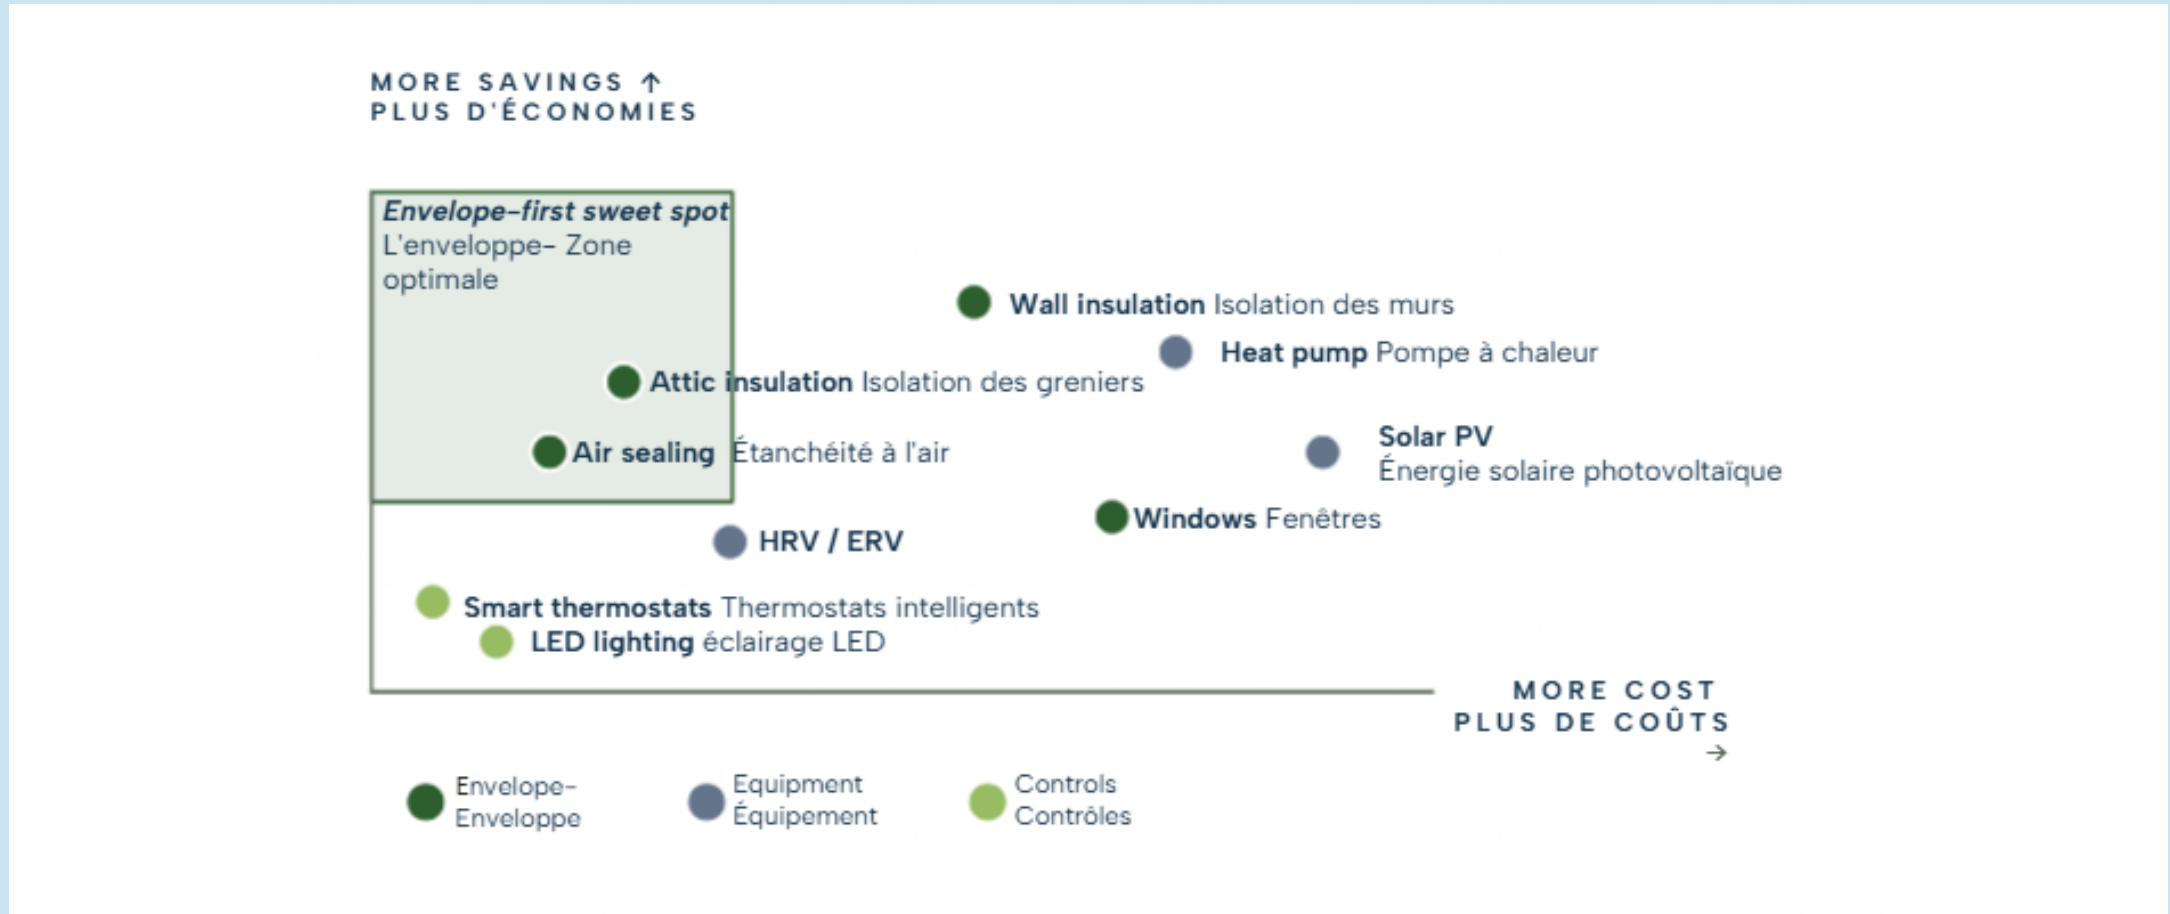 MORE SAVINGS ↑
PLUS D'ÉCONOMIES
Envelope-first sweet spot
L'enveloppe- Zone
optimale
Wall insulation Isolation des murs
Heat pump Pompe à chaleur
Attic insulation Isolation des greniers
Solar PV
Énergie solaire photovoltaïque
Air sealing Étanchéité à l'air
Windows Fenêtres
HRV / ERV
Smart thermostats Thermostats intelligents
LED lighting éclairage LED
MORE COST
PLUS DE COÛTS
→
Envelope-
Enveloppe
Equipment
Équipement
Controls
Contrôles